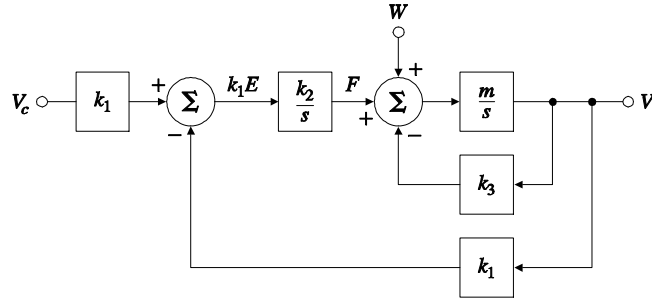 W
V_c
k_1
+
Σ
−
k_1E
k_2
s
F
+
+
Σ
−
m
s
V
k_3
k_1